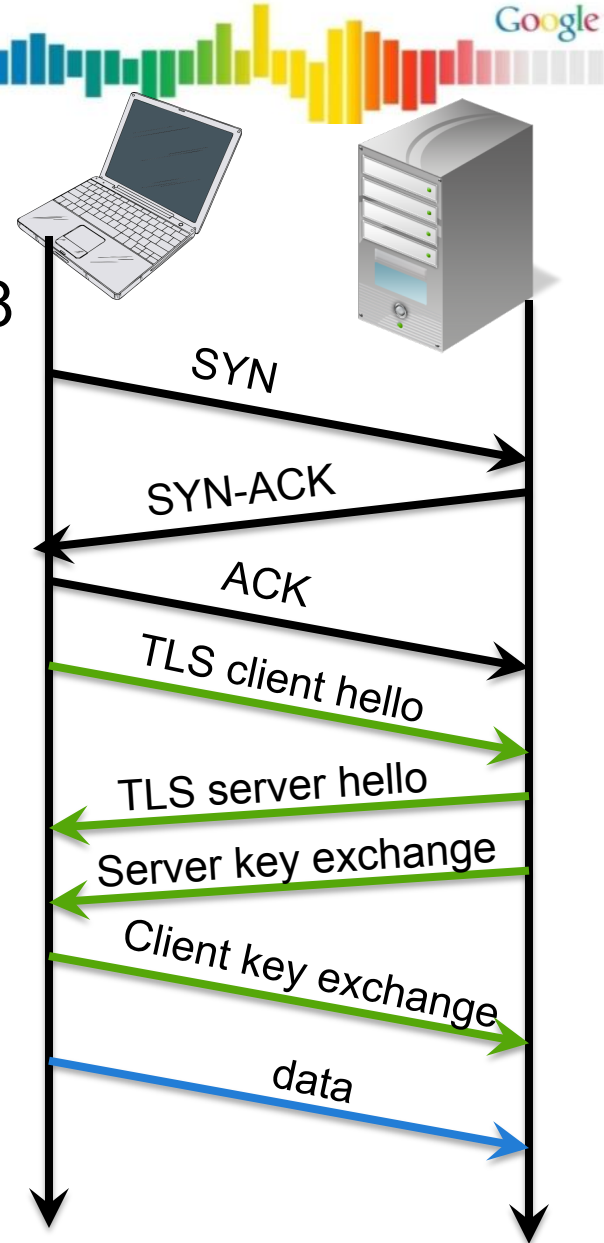 Google
3
SYN
SYN-ACK
ACK
TLS client hello
TLS server hello
Server key exchange
Client key exchange
data